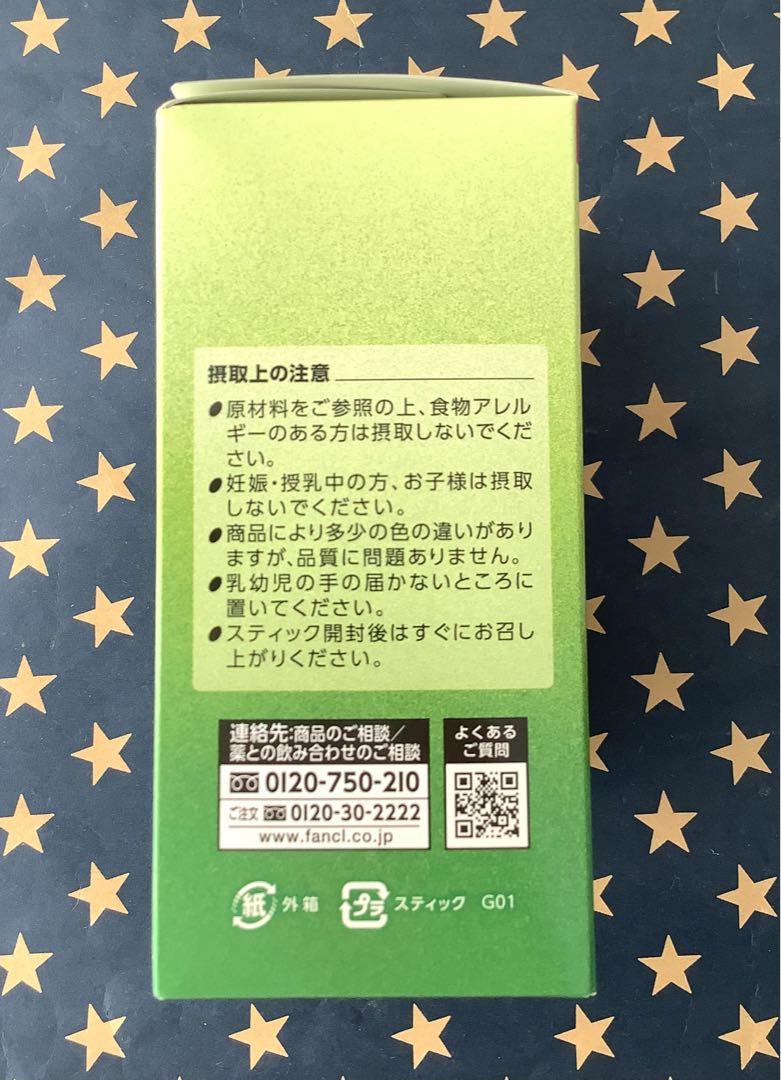 摂取上の注意
●原材料をご参照の上、食物アレル
ギーのある方は摂取しないでくだ
さい。
●妊娠・授乳中の方、お子様は摂取
しないでください。
●商品により多少の色の違いがあり
ますが、品質に問題ありません。
●乳幼児の手の届かないところに
置いてください。
●スティック開封後はすぐにお召し
上がりください。
連絡先:商品のご相談/
薬との飲み合わせのご相談
0120-750-210
ご注文 0120-30-2222
www.fancl.co.jp
よくある
ご質問
紙 外箱 プラ スティック G01